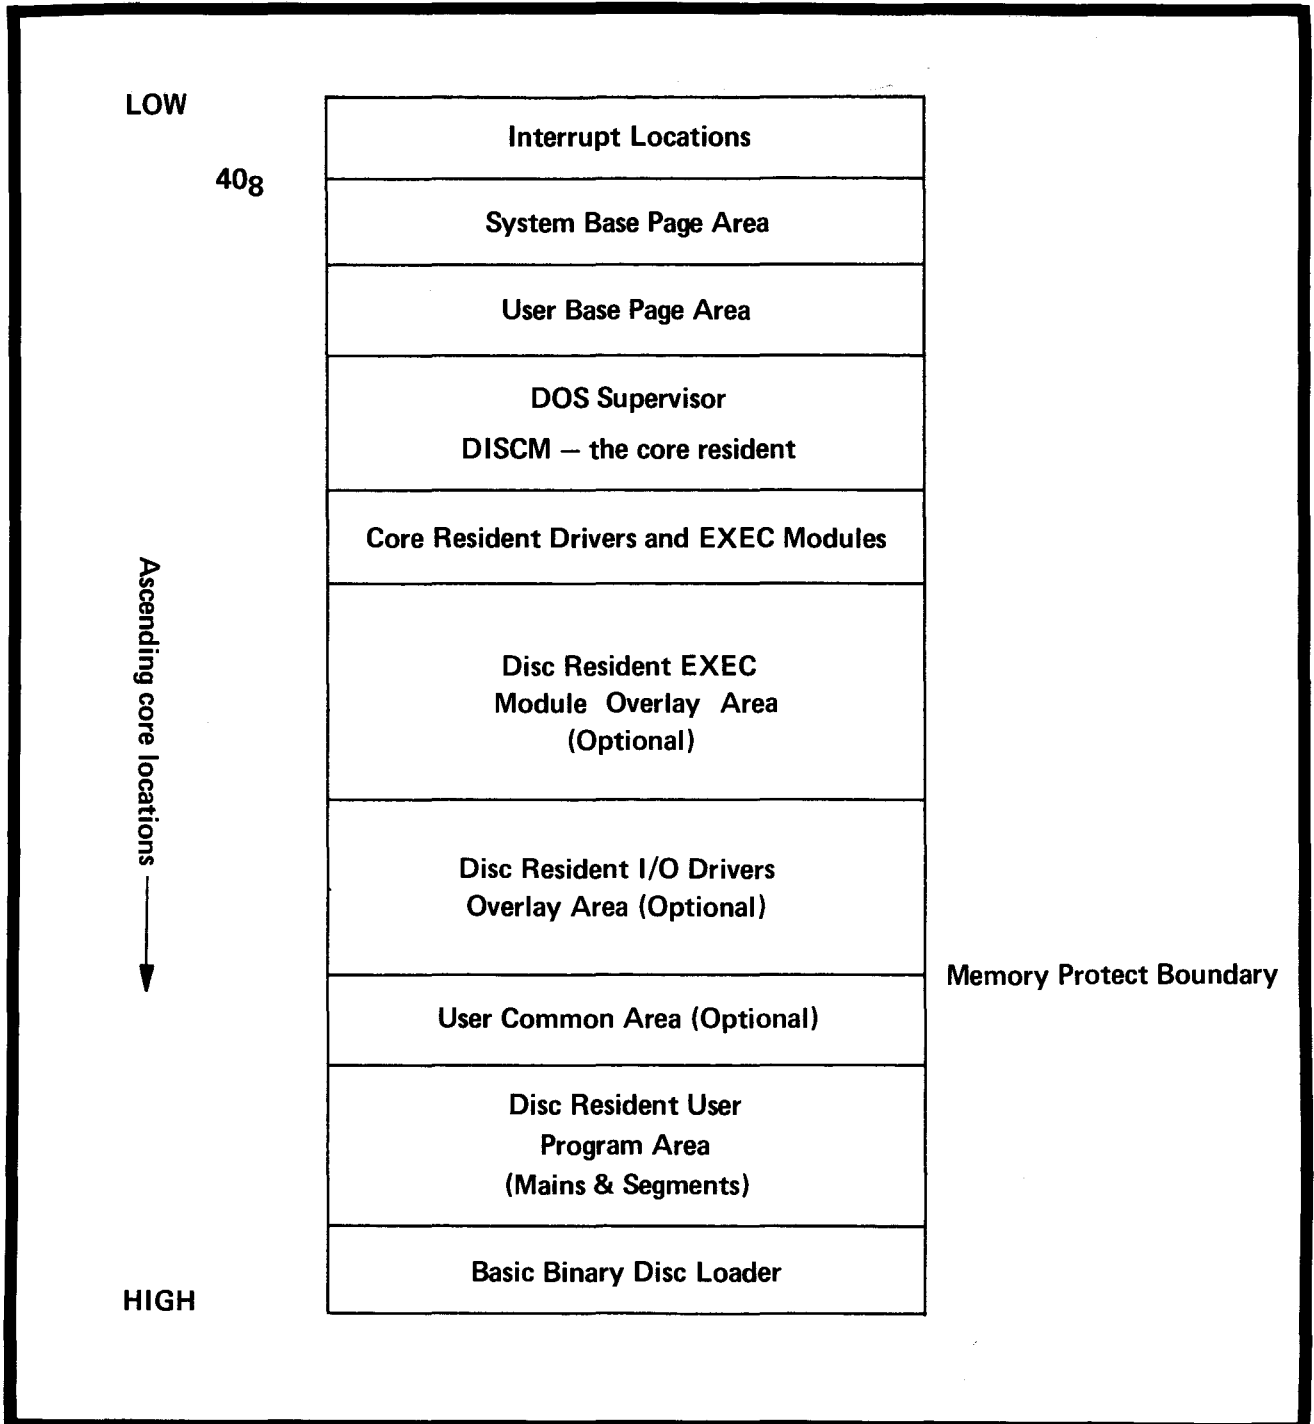 LOW
Interrupt Locations
40₈
System Base Page Area
User Base Page Area
DOS Supervisor
DISCM — the core resident
Core Resident Drivers and EXEC Modules
Ascending core locations
Disc Resident EXEC
Module Overlay Area
(Optional)
Disc Resident I/O Drivers
Overlay Area (Optional)
Memory Protect Boundary
User Common Area (Optional)
Disc Resident User
Program Area
(Mains & Segments)
Basic Binary Disc Loader
HIGH